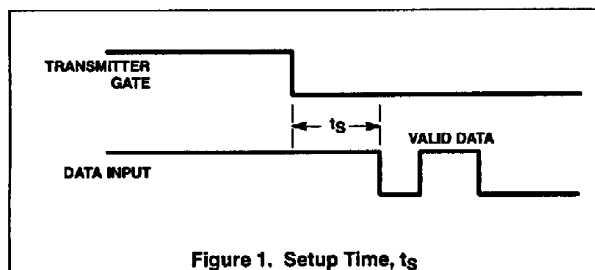 TRANSMITTER
GATE
tS
VALID DATA
DATA INPUT
Figure 1. Setup Time, tS